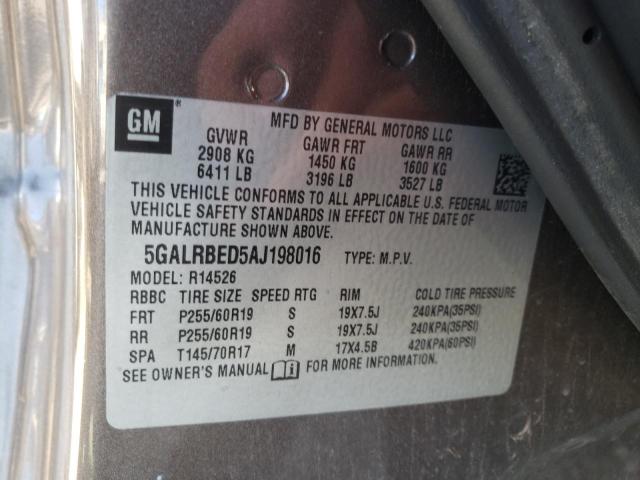 GM®
MFD BY GENERAL MOTORS LLC
GVWR GAWR FRT GAWR RR
2908 KG 1450 KG 1600 KG
6411 LB 3196 LB 3527 LB
THIS VEHICLE CONFORMS TO ALL APPLICABLE U.S. FEDERAL MOTOR
VEHICLE SAFETY STANDARDS IN EFFECT ON THE DATE OF
MANUFACTURE SHOWN ABOVE.
5GALRBED5AJ198016 TYPE: M.P.V.
MODEL: R14526
RBBC TIRE SIZE SPEED RTG RIM COLD TIRE PRESSURE
FRT P255/60R19 S 19X7.5J 240KPA(35PSI)
RR P255/60R19 S 19X7.5J 240KPA(35PSI)
SPA T145/70R17 M 17X4.5B 420KPA(60PSI)
SEE OWNER'S MANUAL FOR MORE INFORMATION.